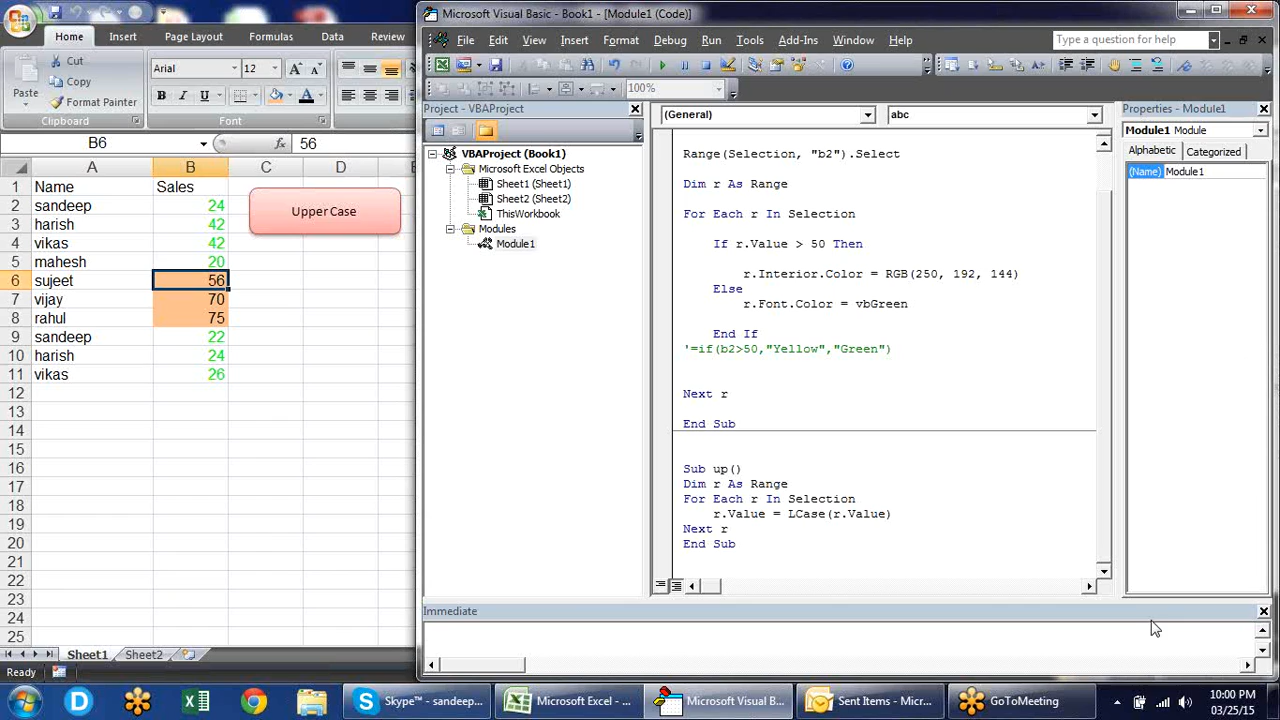 Microsoft Visual Basic - Book1 - [Module1 (Code)]
Home Insert Page Layout Formulas Data Review
File Edit View Insert Format Debug Run Tools Add-Ins Window Help
Type a question for help
Cut
Copy
Format Painter
Paste
Clipboard
Arial 12
B I U
Font
100%
B6 fx 56
A B C D
1 Name Sales
2 sandeep 24
3 harish 42
4 vikas 42
5 mahesh 20
6 sujeet 56
7 vijay 70
8 rahul 75
9 sandeep 22
10 harish 24
11 vikas 26
12
13
14
15
16
17
18
19
20
21
22
23
24
25
Upper Case
Sheet1 Sheet2
Ready
Project - VBAProject
VBAProject (Book1)
Microsoft Excel Objects
Sheet1 (Sheet1)
Sheet2 (Sheet2)
ThisWorkbook
Modules
Module1
(General) abc
Range(Selection, "b2").Select
Dim r As Range
For Each r In Selection
If r.Value > 50 Then
r.Interior.Color = RGB(250, 192, 144)
Else
r.Font.Color = vbGreen
End If
'=if(b2>50,"Yellow","Green")
Next r
End Sub
Sub up()
Dim r As Range
For Each r In Selection
r.Value = LCase(r.Value)
Next r
End Sub
Properties - Module1
Module1 Module
Alphabetic Categorized
(Name) Module1
Immediate
Skype™ - sandeep...
Microsoft Excel - ...
Microsoft Visual B...
Sent Items - Micr...
GoToMeeting
10:00 PM
03/25/15